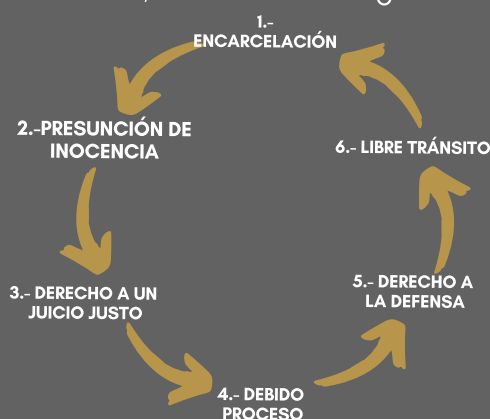 1.-
ENCARCELACIÓN
2.-PRESUNCIÓN DE
INOCENCIA
3.- DERECHO A UN
JUICIO JUSTO
4.- DEBIDO
PROCESO
5.- DERECHO A
LA DEFENSA
6.- LIBRE TRÁNSITO